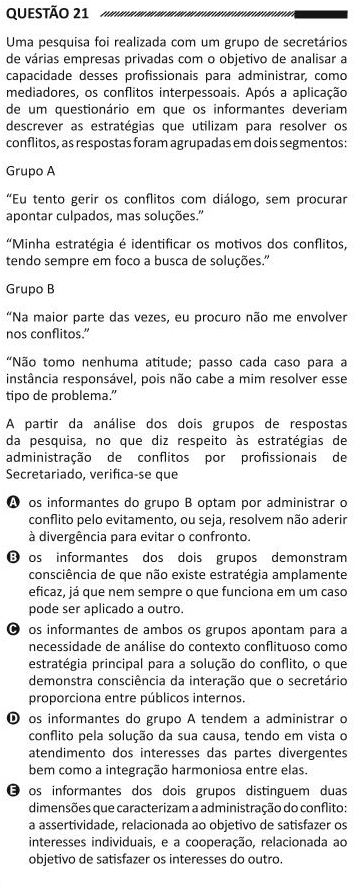 QUESTÃO 21
Uma pesquisa foi realizada com um grupo de secretários
de várias empresas privadas com o objetivo de analisar a
capacidade desses profissionais para administrar, como
mediadores, os conflitos interpessoais. Após a aplicação
de um questionário em que os informantes deveriam
descrever as estratégias que utilizam para resolver os
conflitos, as respostas foram agrupadas em dois segmentos:
Grupo A
“Eu tento gerir os conflitos com diálogo, sem procurar
apontar culpados, mas soluções.”
“Minha estratégia é identificar os motivos dos conflitos,
tendo sempre em foco a busca de soluções.”
Grupo B
“Na maior parte das vezes, eu procuro não me envolver
nos conflitos.”
“Não tomo nenhuma atitude; passo cada caso para a
instância responsável, pois não cabe a mim resolver esse
tipo de problema.”
A partir da análise dos dois grupos de respostas
da pesquisa, no que diz respeito às estratégias de
administração de conflitos por profissionais de
Secretariado, verifica-se que
A os informantes do grupo B optam por administrar o
conflito pelo evitamento, ou seja, resolvem não aderir
à divergência para evitar o confronto.
B os informantes dos dois grupos demonstram
consciência de que não existe estratégia amplamente
eficaz, já que nem sempre o que funciona em um caso
pode ser aplicado a outro.
C os informantes de ambos os grupos apontam para a
necessidade de análise do contexto conflituoso como
estratégia principal para a solução do conflito, o que
demonstra consciência da interação que o secretário
proporciona entre públicos internos.
D os informantes do grupo A tendem a administrar o
conflito pela solução da sua causa, tendo em vista o
atendimento dos interesses das partes divergentes
bem como a integração harmoniosa entre elas.
E os informantes dos dois grupos distinguem duas
dimensões que caracterizam a administração do conflito:
a assertividade, relacionada ao objetivo de satisfazer os
interesses individuais, e a cooperação, relacionada ao
objetivo de satisfazer os interesses do outro.